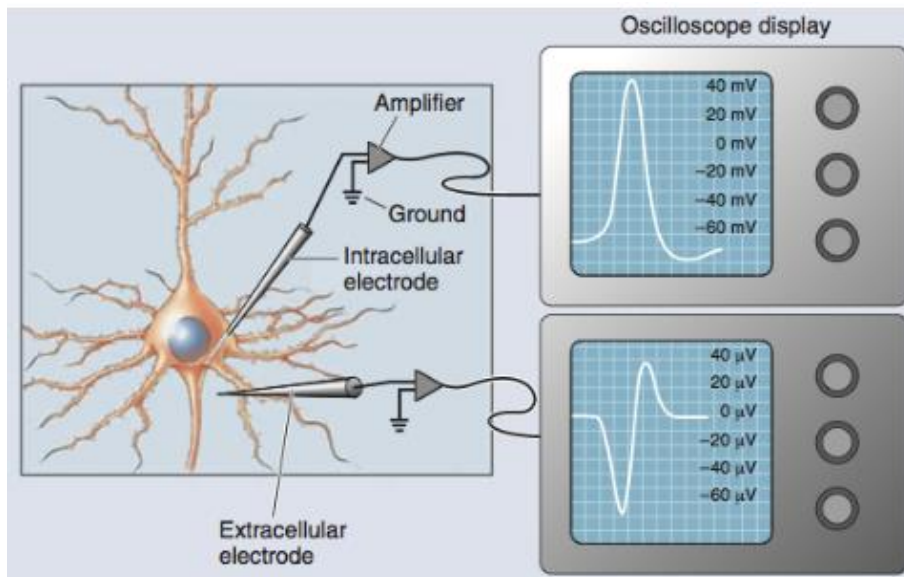 Oscilloscope display
Amplifier
Ground
Intracellular
electrode
Extracellular
electrode
40 mV
20 mV
0 mV
–20 mV
–40 mV
–60 mV
40 μV
20 μV
0 μV
–20 μV
–40 μV
–60 μV